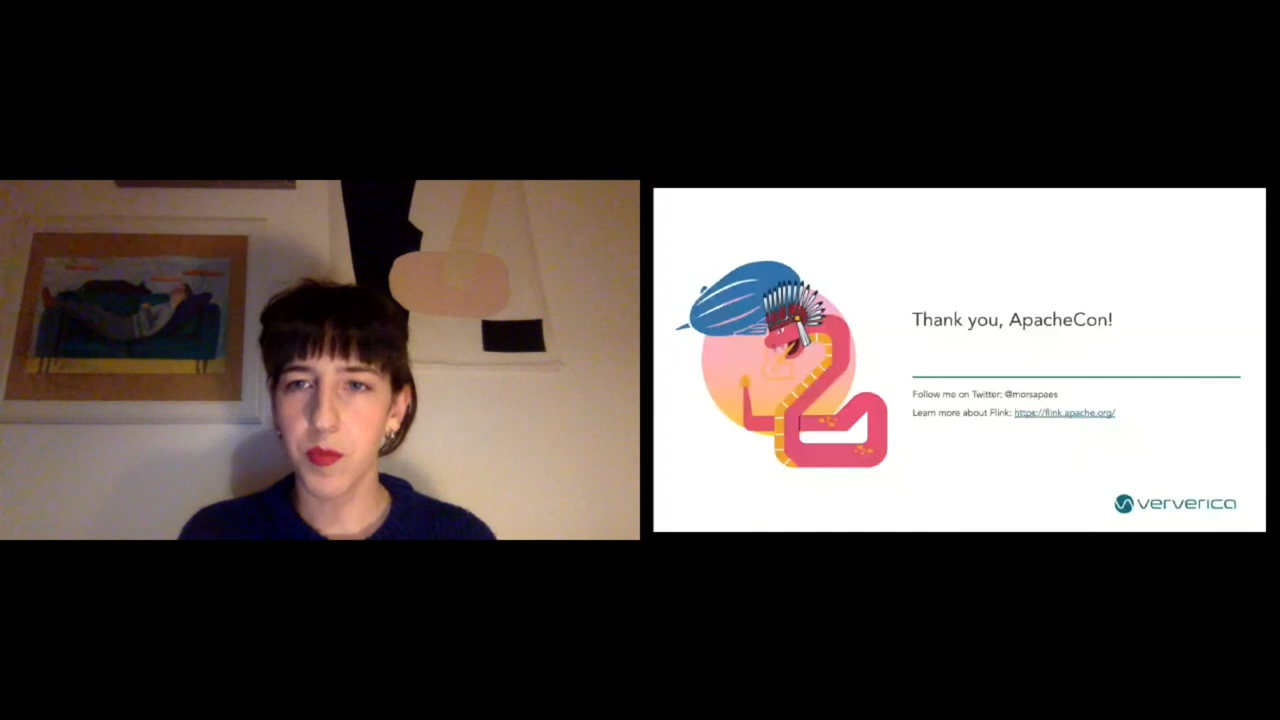 Thank you, ApacheCon!
Follow me on Twitter: @morsapaes
Learn more about Flink: https://flink.apache.org/
ververica